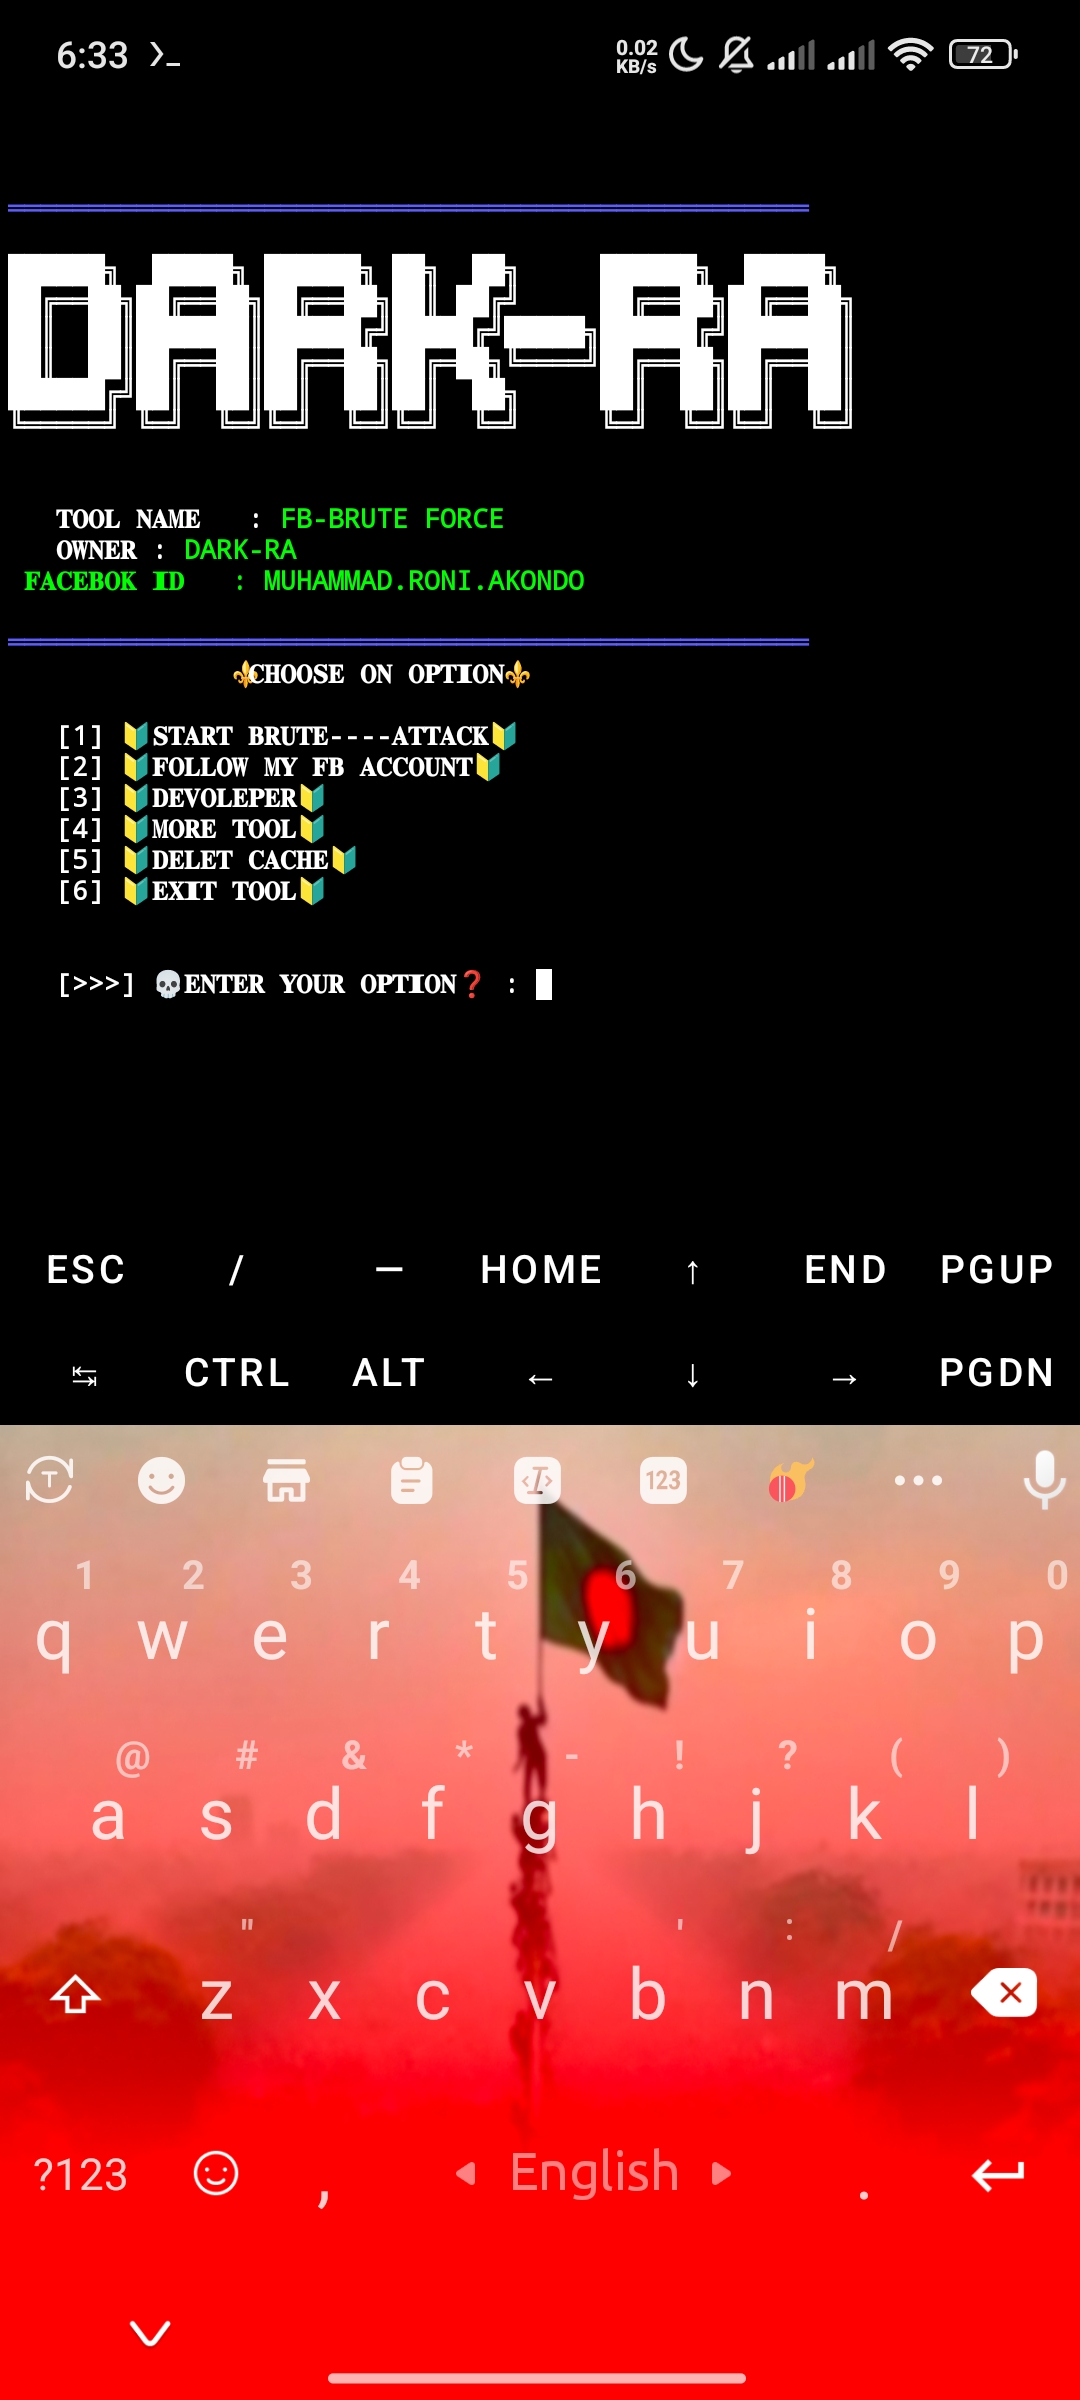 6:33
0.02
KB/s
72
DARK-RA
TOOL NAME : FB-BRUTE FORCE
OWNER : DARK-RA
FACEBOK ID : MUHAMMAD.RONI.AKONDO
⚜️CHOOSE ON OPTION⚜️
[1] 🔰START BRUTE----ATTACK🔰
[2] 🔰FOLLOW MY FB ACCOUNT🔰
[3] 🔰DEVOLEPER🔰
[4] 🔰MORE TOOL🔰
[5] 🔰DELET CACHE🔰
[6] 🔰EXIT TOOL🔰
[>>>] 💀ENTER YOUR OPTION❓ :
ESC / — HOME ↑ END PGUP
↹ CTRL ALT ← ↓ → PGDN
T 123
1 2 3 4 5 6 7 8 9 0
q w e r t y u i o p
@ # & * - ! ? ( )
a s d f g h j k l
" ' : /
z x c v b n m
?123 , English .